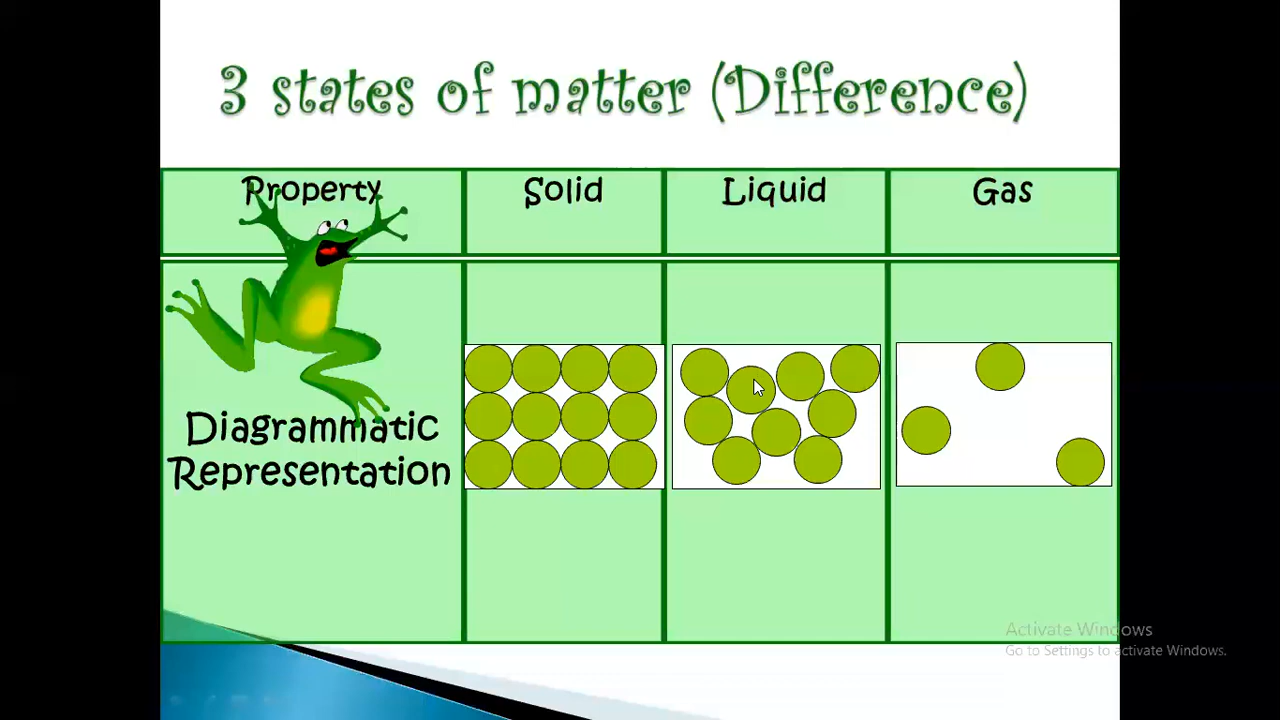 3 states of matter (Difference)
Property
Solid
Liquid
Gas
Diagrammatic
Representation
Activate Windows
Go to Settings to activate Windows.